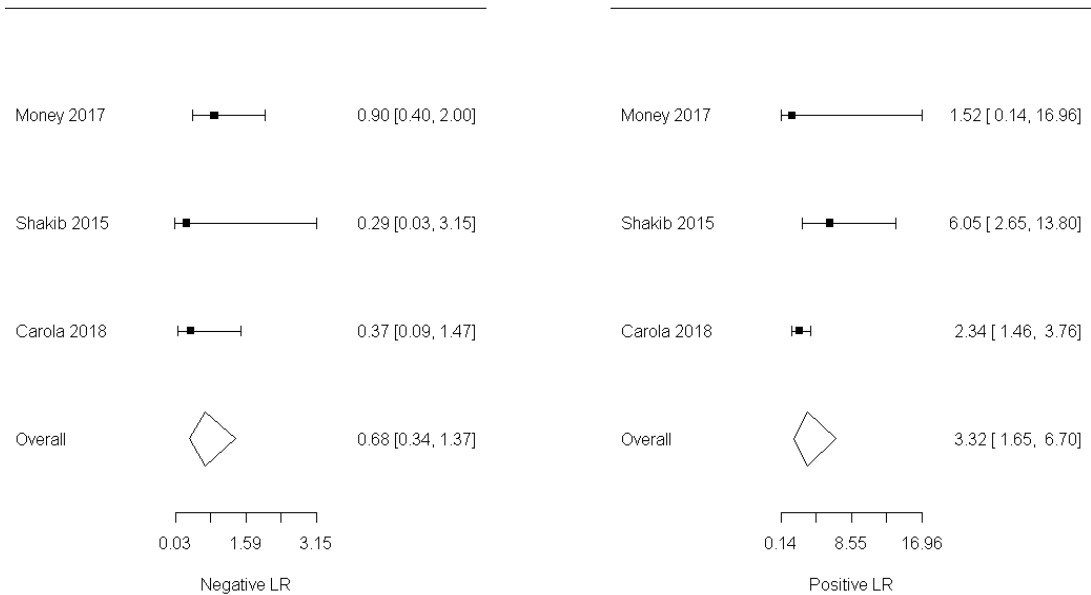 Money 2017 0.90 [0.40, 2.00]
Shakib 2015 0.29 [0.03, 3.15]
Carola 2018 0.37 [0.09, 1.47]
Overall 0.68 [0.34, 1.37]
0.03 1.59 3.15
Negative LR
Money 2017 1.52 [ 0.14, 16.96]
Shakib 2015 6.05 [ 2.65, 13.80]
Carola 2018 2.34 [ 1.46, 3.76]
Overall 3.32 [ 1.65, 6.70]
0.14 8.55 16.96
Positive LR